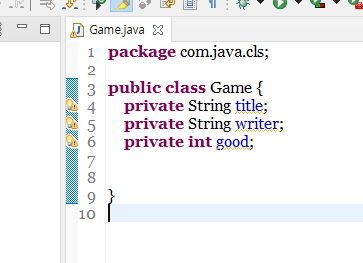 Game.java
1 package com.java.cls;
2
3 public class Game {
4 private String title;
5 private String writer;
6 private int good;
7
8
9 }
10